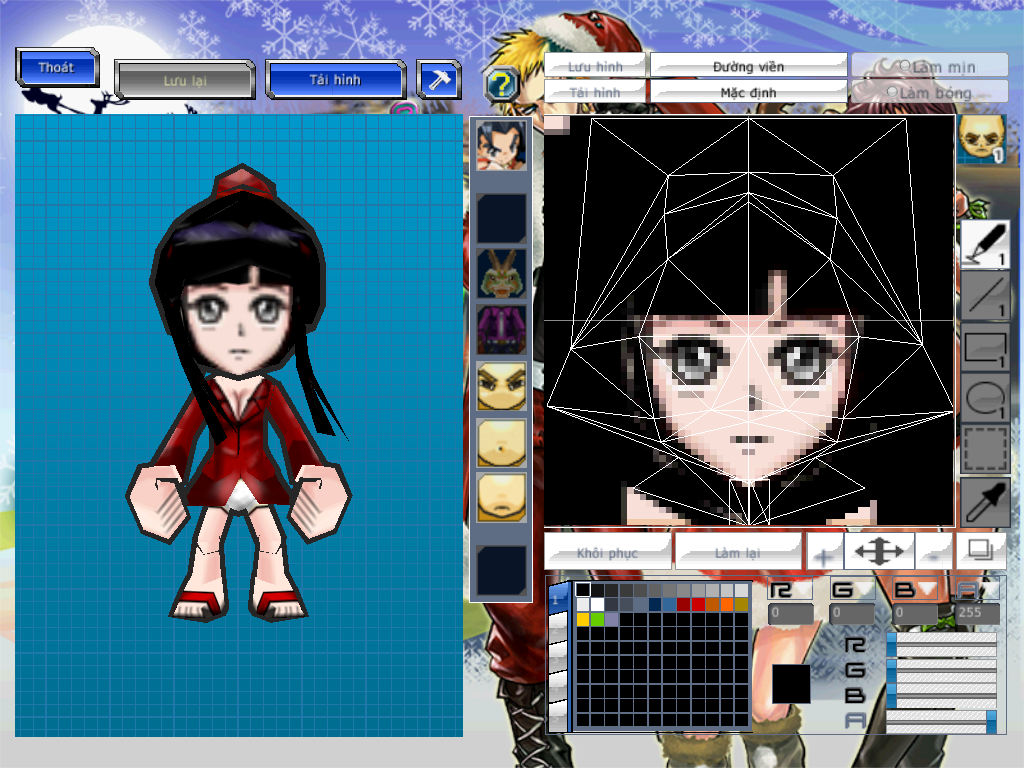 Thoát
Lưu lại
Tải hình
?
Lưu hình
Đường viền
Làm mịn
Tải hình
Mặc định
Làm bóng
1
1
1
1
1
Khôi phục
Làm lại
+
-
1
R
G
B
A
0
0
0
255
R
G
B
A